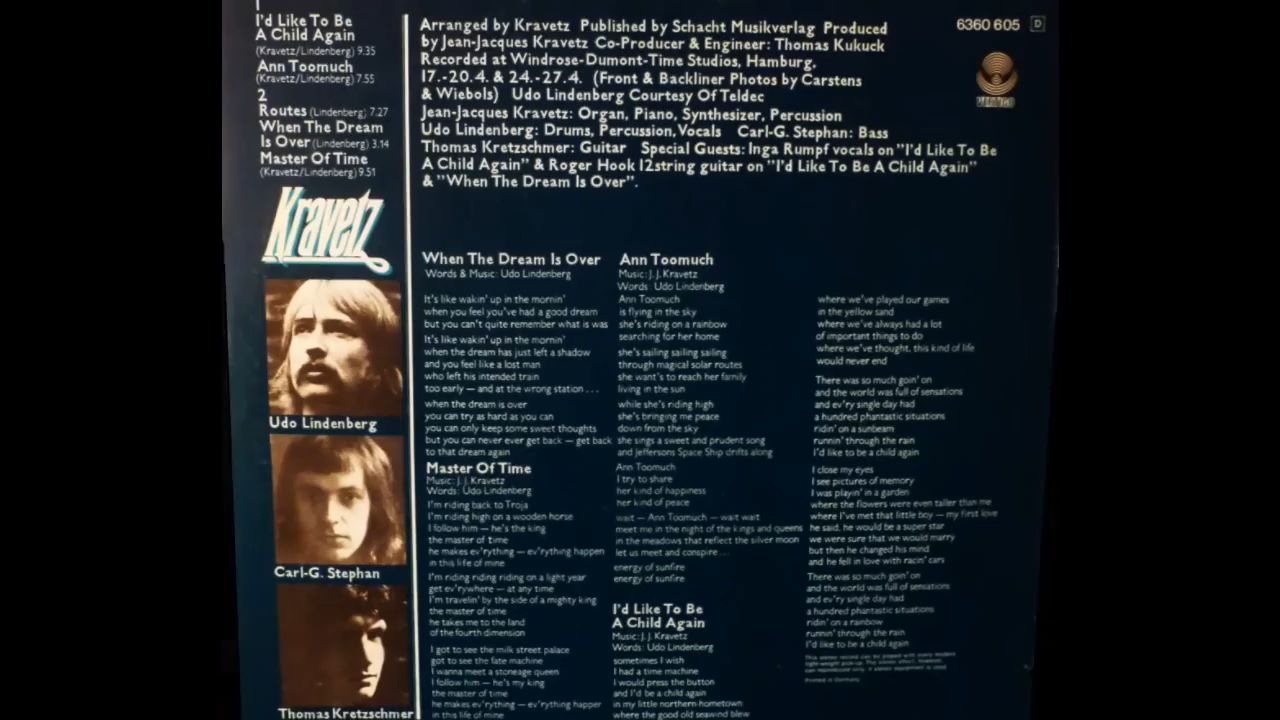 1
I'd Like To Be
A Child Again
(Kravetz/Lindenberg) 9.35
Ann Toomuch
(Kravetz/Lindenberg) 7.55
2
Routes (Lindenberg) 7.27
When The Dream
Is Over (Lindenberg) 3.14
Master Of Time
(Kravetz/Lindenberg) 9.51
Kravetz
Udo Lindenberg
Carl-G. Stephan
Thomas Kretzschmer
Arranged by Kravetz Published by Schacht Musikverlag Produced
by Jean-Jacques Kravetz Co-Producer & Engineer: Thomas Kukuck
Recorded at Windrose-Dumont-Time Studios, Hamburg,
17.-20.4. & 24.-27.4. (Front & Backliner Photos by Carstens
& Wiebols) Udo Lindenberg Courtesy Of Teldec
Jean-Jacques Kravetz: Organ, Piano, Synthesizer, Percussion
Udo Lindenberg: Drums, Percussion, Vocals Carl-G. Stephan: Bass
Thomas Kretzschmer: Guitar Special Guests: Inga Rumpf vocals on "I'd Like To Be
A Child Again" & Roger Hook 12string guitar on "I'd Like To Be A Child Again"
& "When The Dream Is Over".
6360 605 D
When The Dream Is Over
Words & Music: Udo Lindenberg
It's like wakin' up in the mornin'
when you feel you've had a good dream
but you can't quite remember what is was
It's like wakin' up in the mornin'
when the dream has just left a shadow
and you feel like a lost man
who left his intended train
too early — and at the wrong station . . .
when the dream is over
you can try as hard as you can
you can only keep some sweet thoughts
but you can never ever get back — get back
to that dream again
Master Of Time
Music: J. J. Kravetz
Words: Udo Lindenberg
I'm riding back to Troja
I'm riding high on a wooden horse
I follow him — he's the king
the master of time
he makes ev'rything — ev'rything happen
in this life of mine
I'm riding riding riding on a light year
get ev'rywhere — at any time
I'm travelin' by the side of a mighty king
the master of time
he takes me to the land
of the fourth dimension
I got to see the milk street palace
got to see the fate machine
I wanna meet a stoneage queen
I follow him — he's my king
the master of time
he makes ev'rything — ev'rything happer
in this life of mine
Ann Toomuch
Music: J. J. Kravetz
Words: Udo Lindenberg
Ann Toomuch
is flying in the sky
she's riding on a rainbow
searching for her home
she's sailing sailing sailing
through magical solar routes
she want's to reach her family
living in the sun
while she's riding high
she's bringing me peace
down from the sky
she sings a sweet and prudent song
and Jeffersons Space Ship drifts along
Ann Toomuch
I try to share
her kind of happiness
her kind of peace
wait — Ann Toomuch — wait wait
meet me in the night of the kings and queens
in the meadows that reflect the silver moon
let us meet and conspire . . .
energy of sunfire
energy of sunfire
I'd Like To Be
A Child Again
Music: J. J. Kravetz
Words: Udo Lindenberg
sometimes I wish
I had a time machine
I would press the button
and I'd be a child again
in my little northern-hometown
where the good old seawind blew
where we've played our games
in the yellow sand
where we've always had a lot
of important things to do
where we've thought, this kind of life
would never end
There was so much goin' on
and the world was full of sensations
and ev'ry single day had
a hundred phantastic situations
ridin' on a sunbeam
runnin' through the rain
I'd like to be a child again
I close my eyes
I see pictures of memory
I was playin' in a garden
where the flowers were even taller than me
where I've met that little boy — my first love
he said, he would be a super star
we were sure that we would marry
but then he changed his mind
and he fell in love with racin' cars
There was so much goin' on
and the world was full of sensations
and ev'ry single day had
a hundred phantastic situations
ridin' on a rainbow
runnin' through the rain
I'd like to be a child again
Printed in Germany